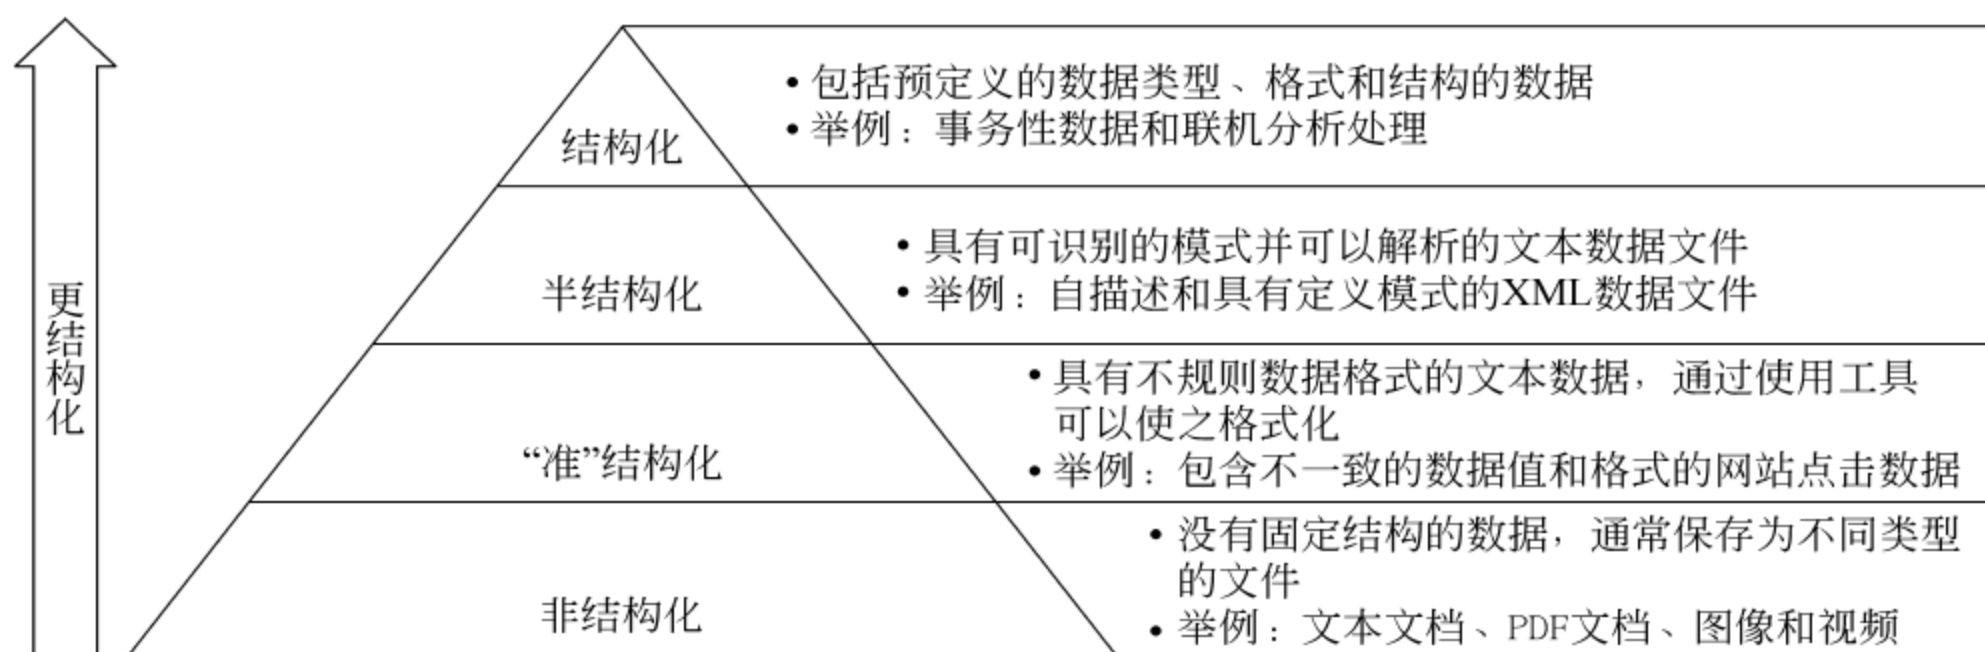 更结构化
结构化
• 包括预定义的数据类型、格式和结构的数据
• 举例：事务性数据和联机分析处理
半结构化
• 具有可识别的模式并可以解析的文本数据文件
• 举例：自描述和具有定义模式的XML数据文件
“准”结构化
• 具有不规则数据格式的文本数据，通过使用工具
可以使之格式化
• 举例：包含不一致的数据值和格式的网站点击数据
非结构化
• 没有固定结构的数据，通常保存为不同类型
的文件
• 举例：文本文档、PDF文档、图像和视频